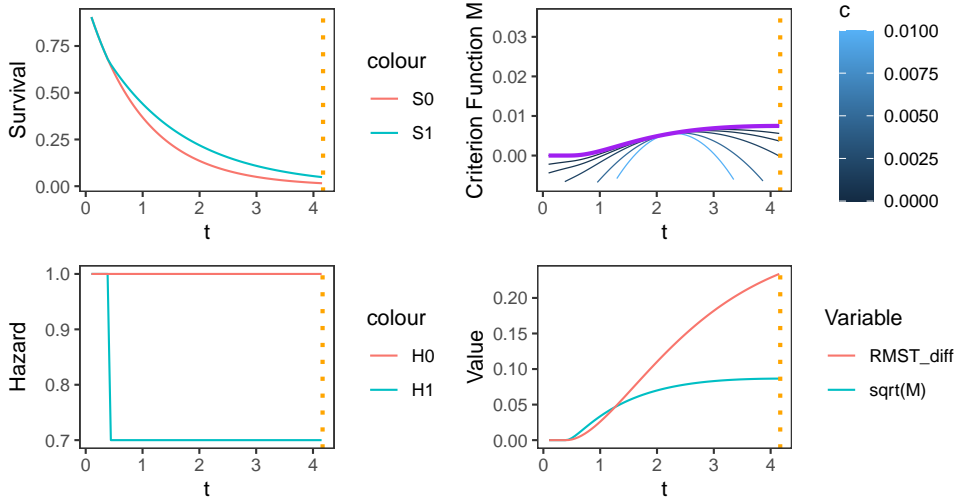 Survival
0.75
0.50
0.25
0.00
0 1 2 3 4
t
colour
S0
S1
Criterion Function M
0.03
0.02
0.01
0.00
0 1 2 3 4
t
c
0.0100
0.0075
0.0050
0.0025
0.0000
Hazard
1.0
0.9
0.8
0.7
0 1 2 3 4
t
colour
H0
H1
Value
0.20
0.15
0.10
0.05
0.00
0 1 2 3 4
t
Variable
RMST_diff
sqrt(M)